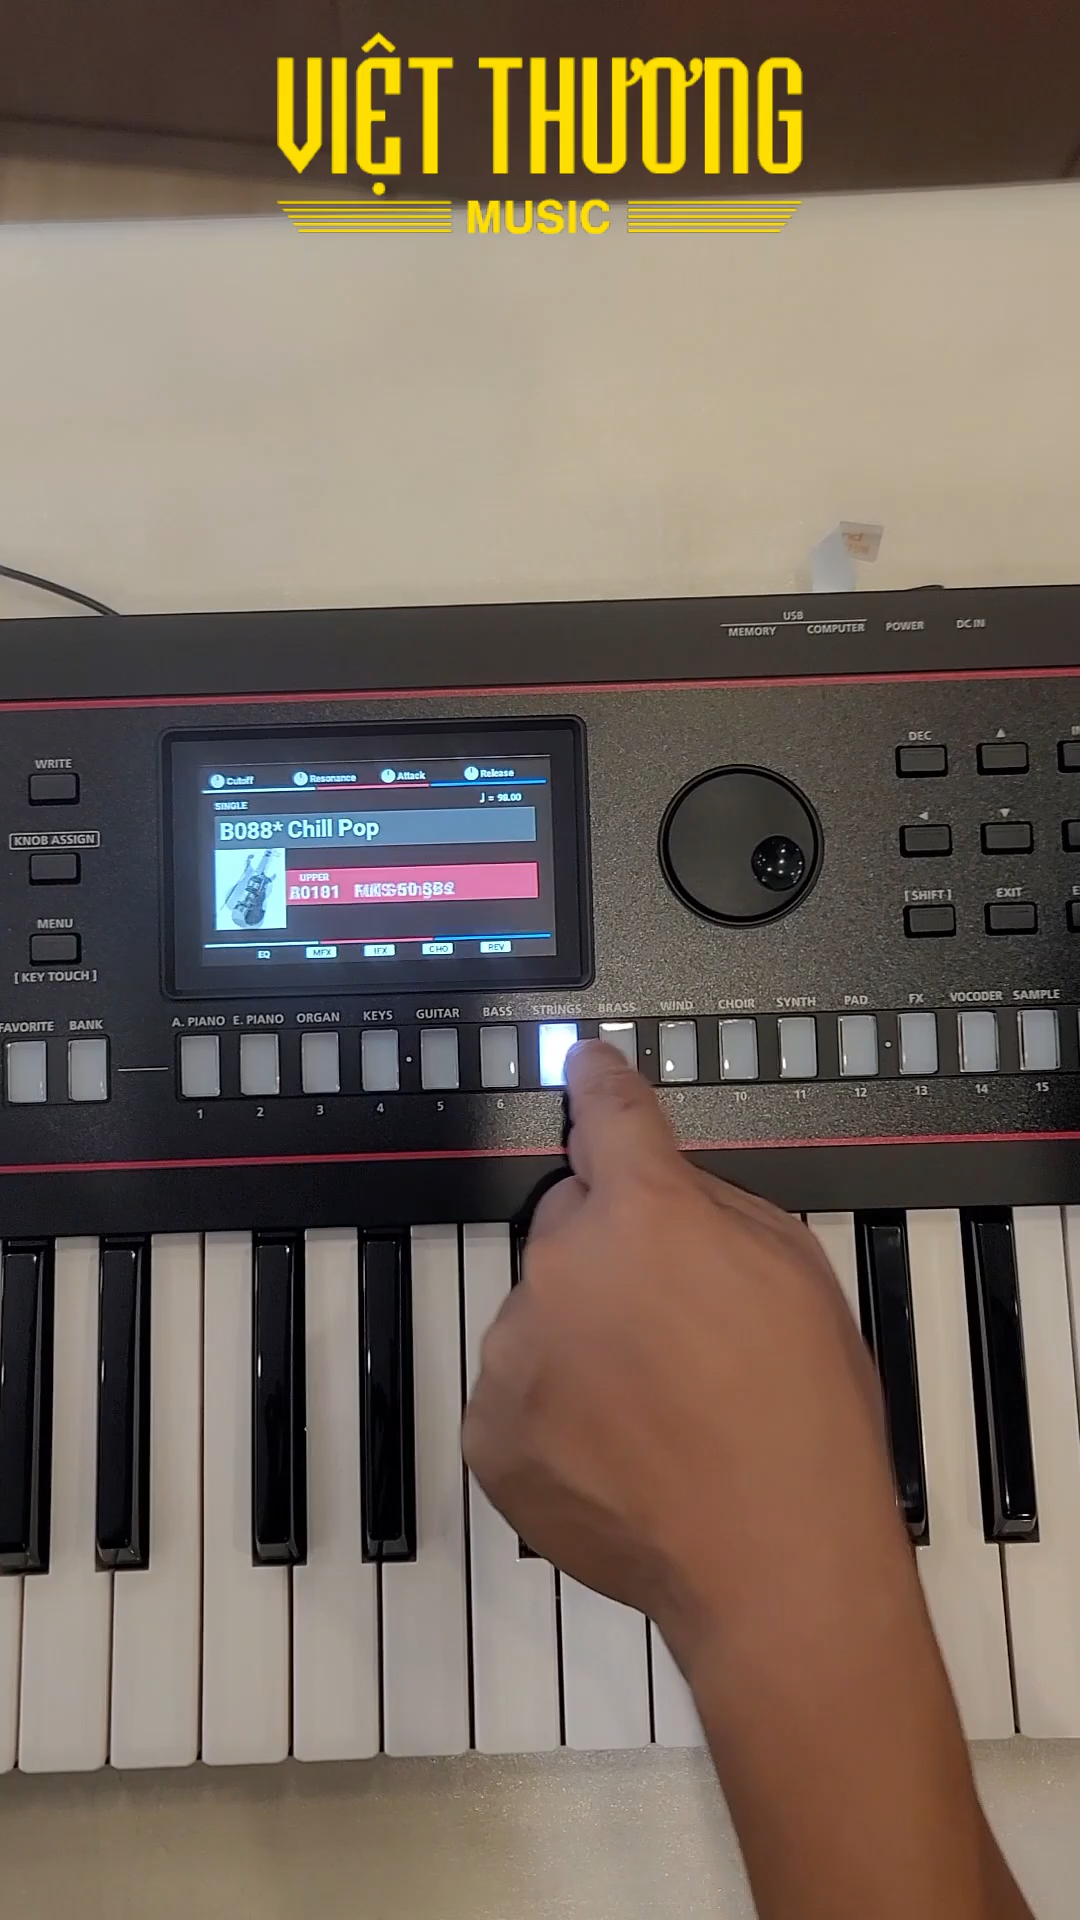 VIỆT THƯƠNG
MUSIC
USB
MEMORY COMPUTER POWER DC IN
WRITE
KNOB ASSIGN
MENU
[ KEY TOUCH ]
Cutoff Resonance Attack Release
SINGLE ♩ = 98.00
B088* Chill Pop
UPPER
EQ MFX IFX CHO REV
DEC ▲
◀ ▼
[ SHIFT ] EXIT
FAVORITE BANK A. PIANO E. PIANO ORGAN KEYS GUITAR BASS STRINGS BRASS WIND CHOIR SYNTH PAD FX VOCODER SAMPLE
1 2 3 4 5 6 7 9 10 11 12 13 14 15